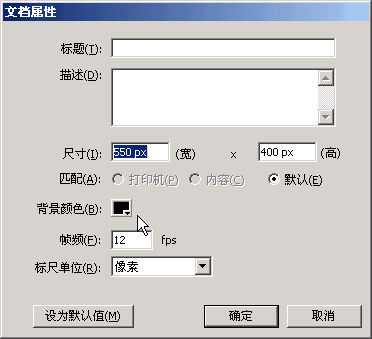 文档属性
标题(T):
描述(D):
尺寸(I): 550 px (宽) x 400 px (高)
匹配(A): 打印机(P) 内容(C) 默认(E)
背景颜色(B):
帧频(F): 12 fps
标尺单位(R): 像素
设为默认值(M) 确定 取消